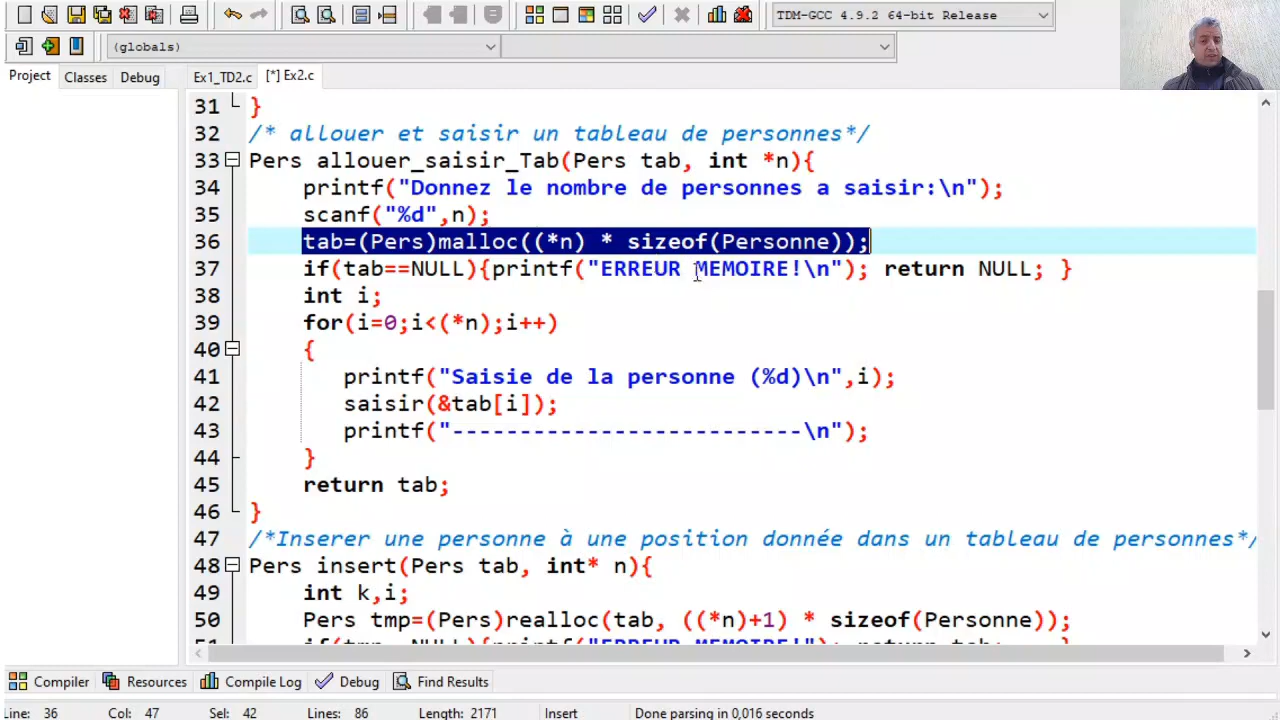 TDM-GCC 4.9.2 64-bit Release
(globals)
Project Classes Debug Ex1_TD2.c [*] Ex2.c
31 }
32 /* allouer et saisir un tableau de personnes*/
33 Pers allouer_saisir_Tab(Pers tab, int *n){
34 printf("Donnez le nombre de personnes a saisir:\n");
35 scanf("%d",n);
36 tab=(Pers)malloc((*n) * sizeof(Personne));
37 if(tab==NULL){printf("ERREUR MEMOIRE!\n"); return NULL; }
38 int i;
39 for(i=0;i<(*n);i++)
40 {
41 printf("Saisie de la personne (%d)\n",i);
42 saisir(&tab[i]);
43 printf("--------------------------\n");
44 }
45 return tab;
46 }
47 /*Inserer une personne à une position donnée dans un tableau de personnes*/
48 Pers insert(Pers tab, int* n){
49 int k,i;
50 Pers tmp=(Pers)realloc(tab, ((*n)+1) * sizeof(Personne));
Compiler Resources Compile Log Debug Find Results
Line: 36 Col: 47 Sel: 42 Lines: 86 Length: 2171 Insert Done parsing in 0,016 seconds